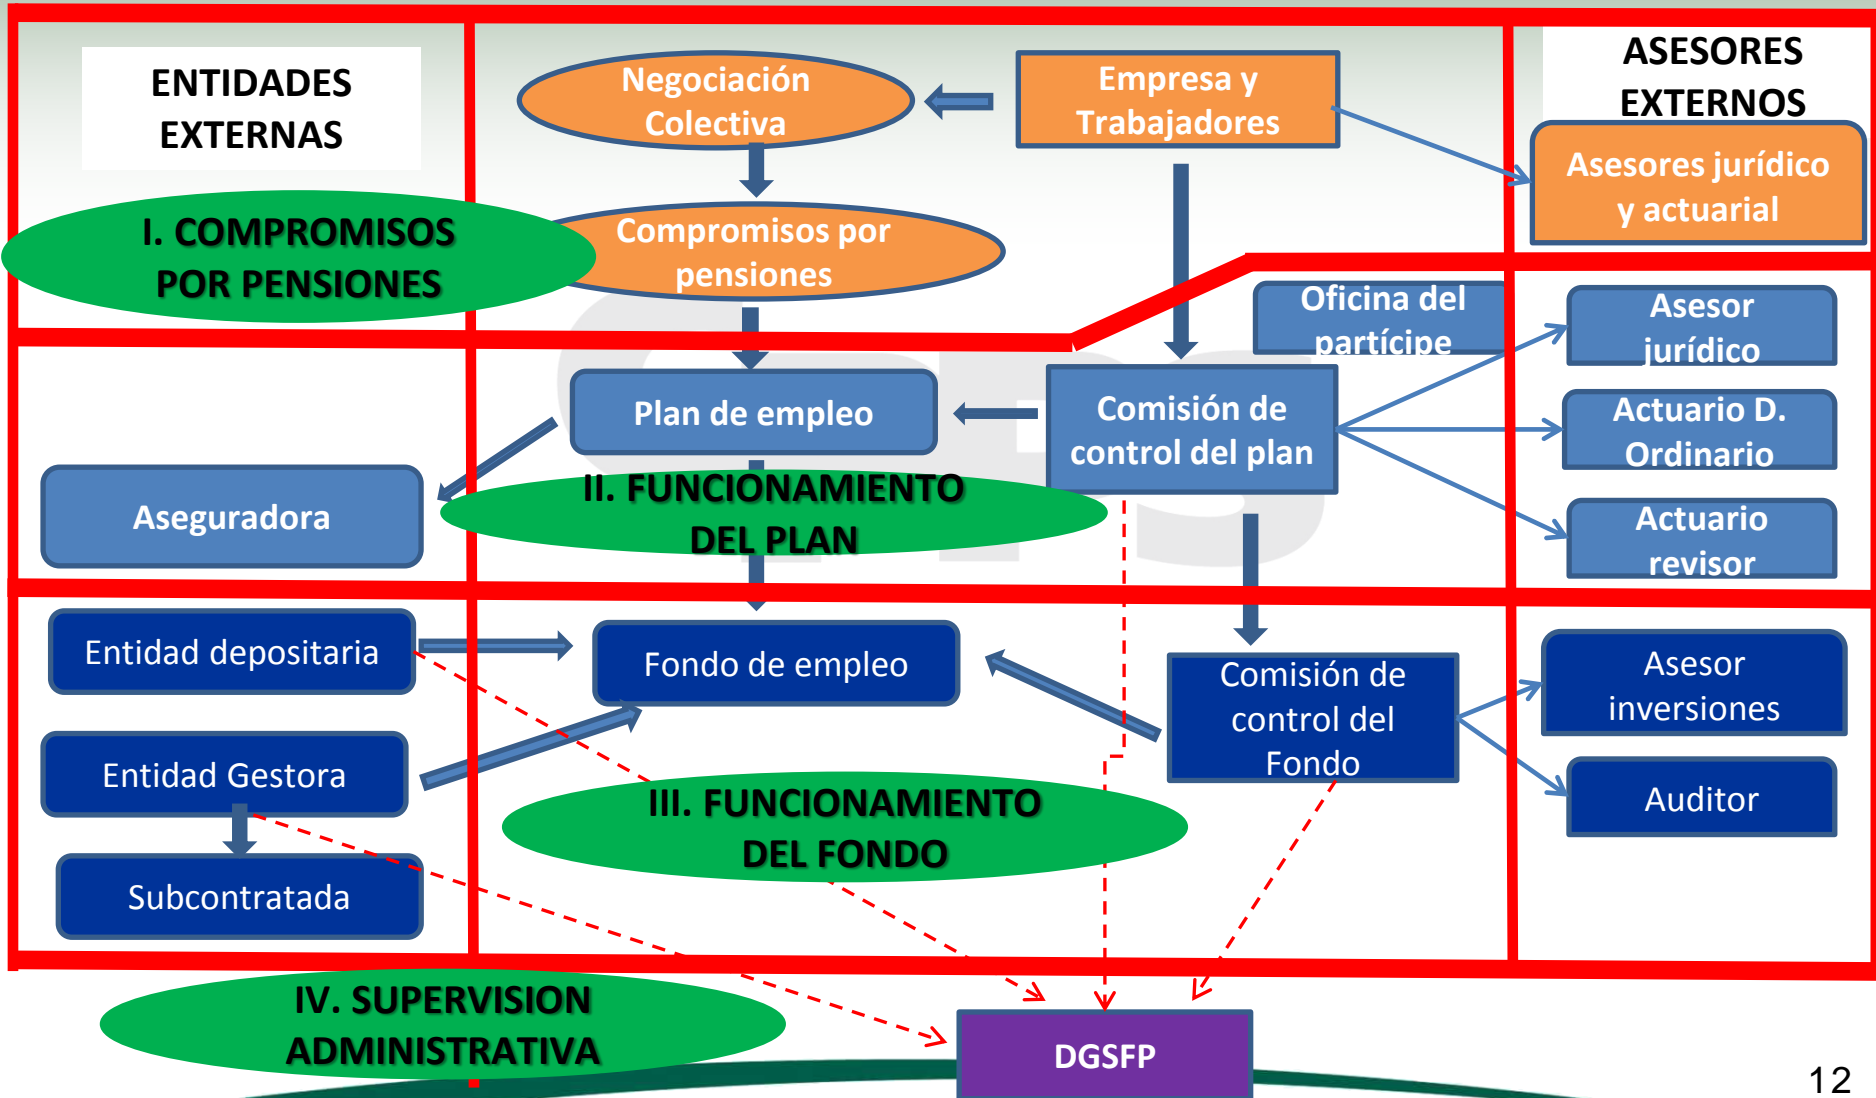 ENTIDADES
EXTERNAS
Negociación
Colectiva
Empresa y
Trabajadores
ASESORES
EXTERNOS
Asesores jurídico
y actuarial
I. COMPROMISOS
POR PENSIONES
Compromisos por
pensiones
Oficina del
partícipe
Asesor
jurídico
Plan de empleo
Comisión de
control del plan
Actuario D.
Ordinario
Aseguradora
II. FUNCIONAMIENTO
DEL PLAN
Actuario
revisor
Entidad depositaria
Fondo de empleo
Comisión de
control del
Fondo
Asesor
inversiones
Entidad Gestora
III. FUNCIONAMIENTO
DEL FONDO
Auditor
Subcontratada
IV. SUPERVISION
ADMINISTRATIVA
DGSFP
12